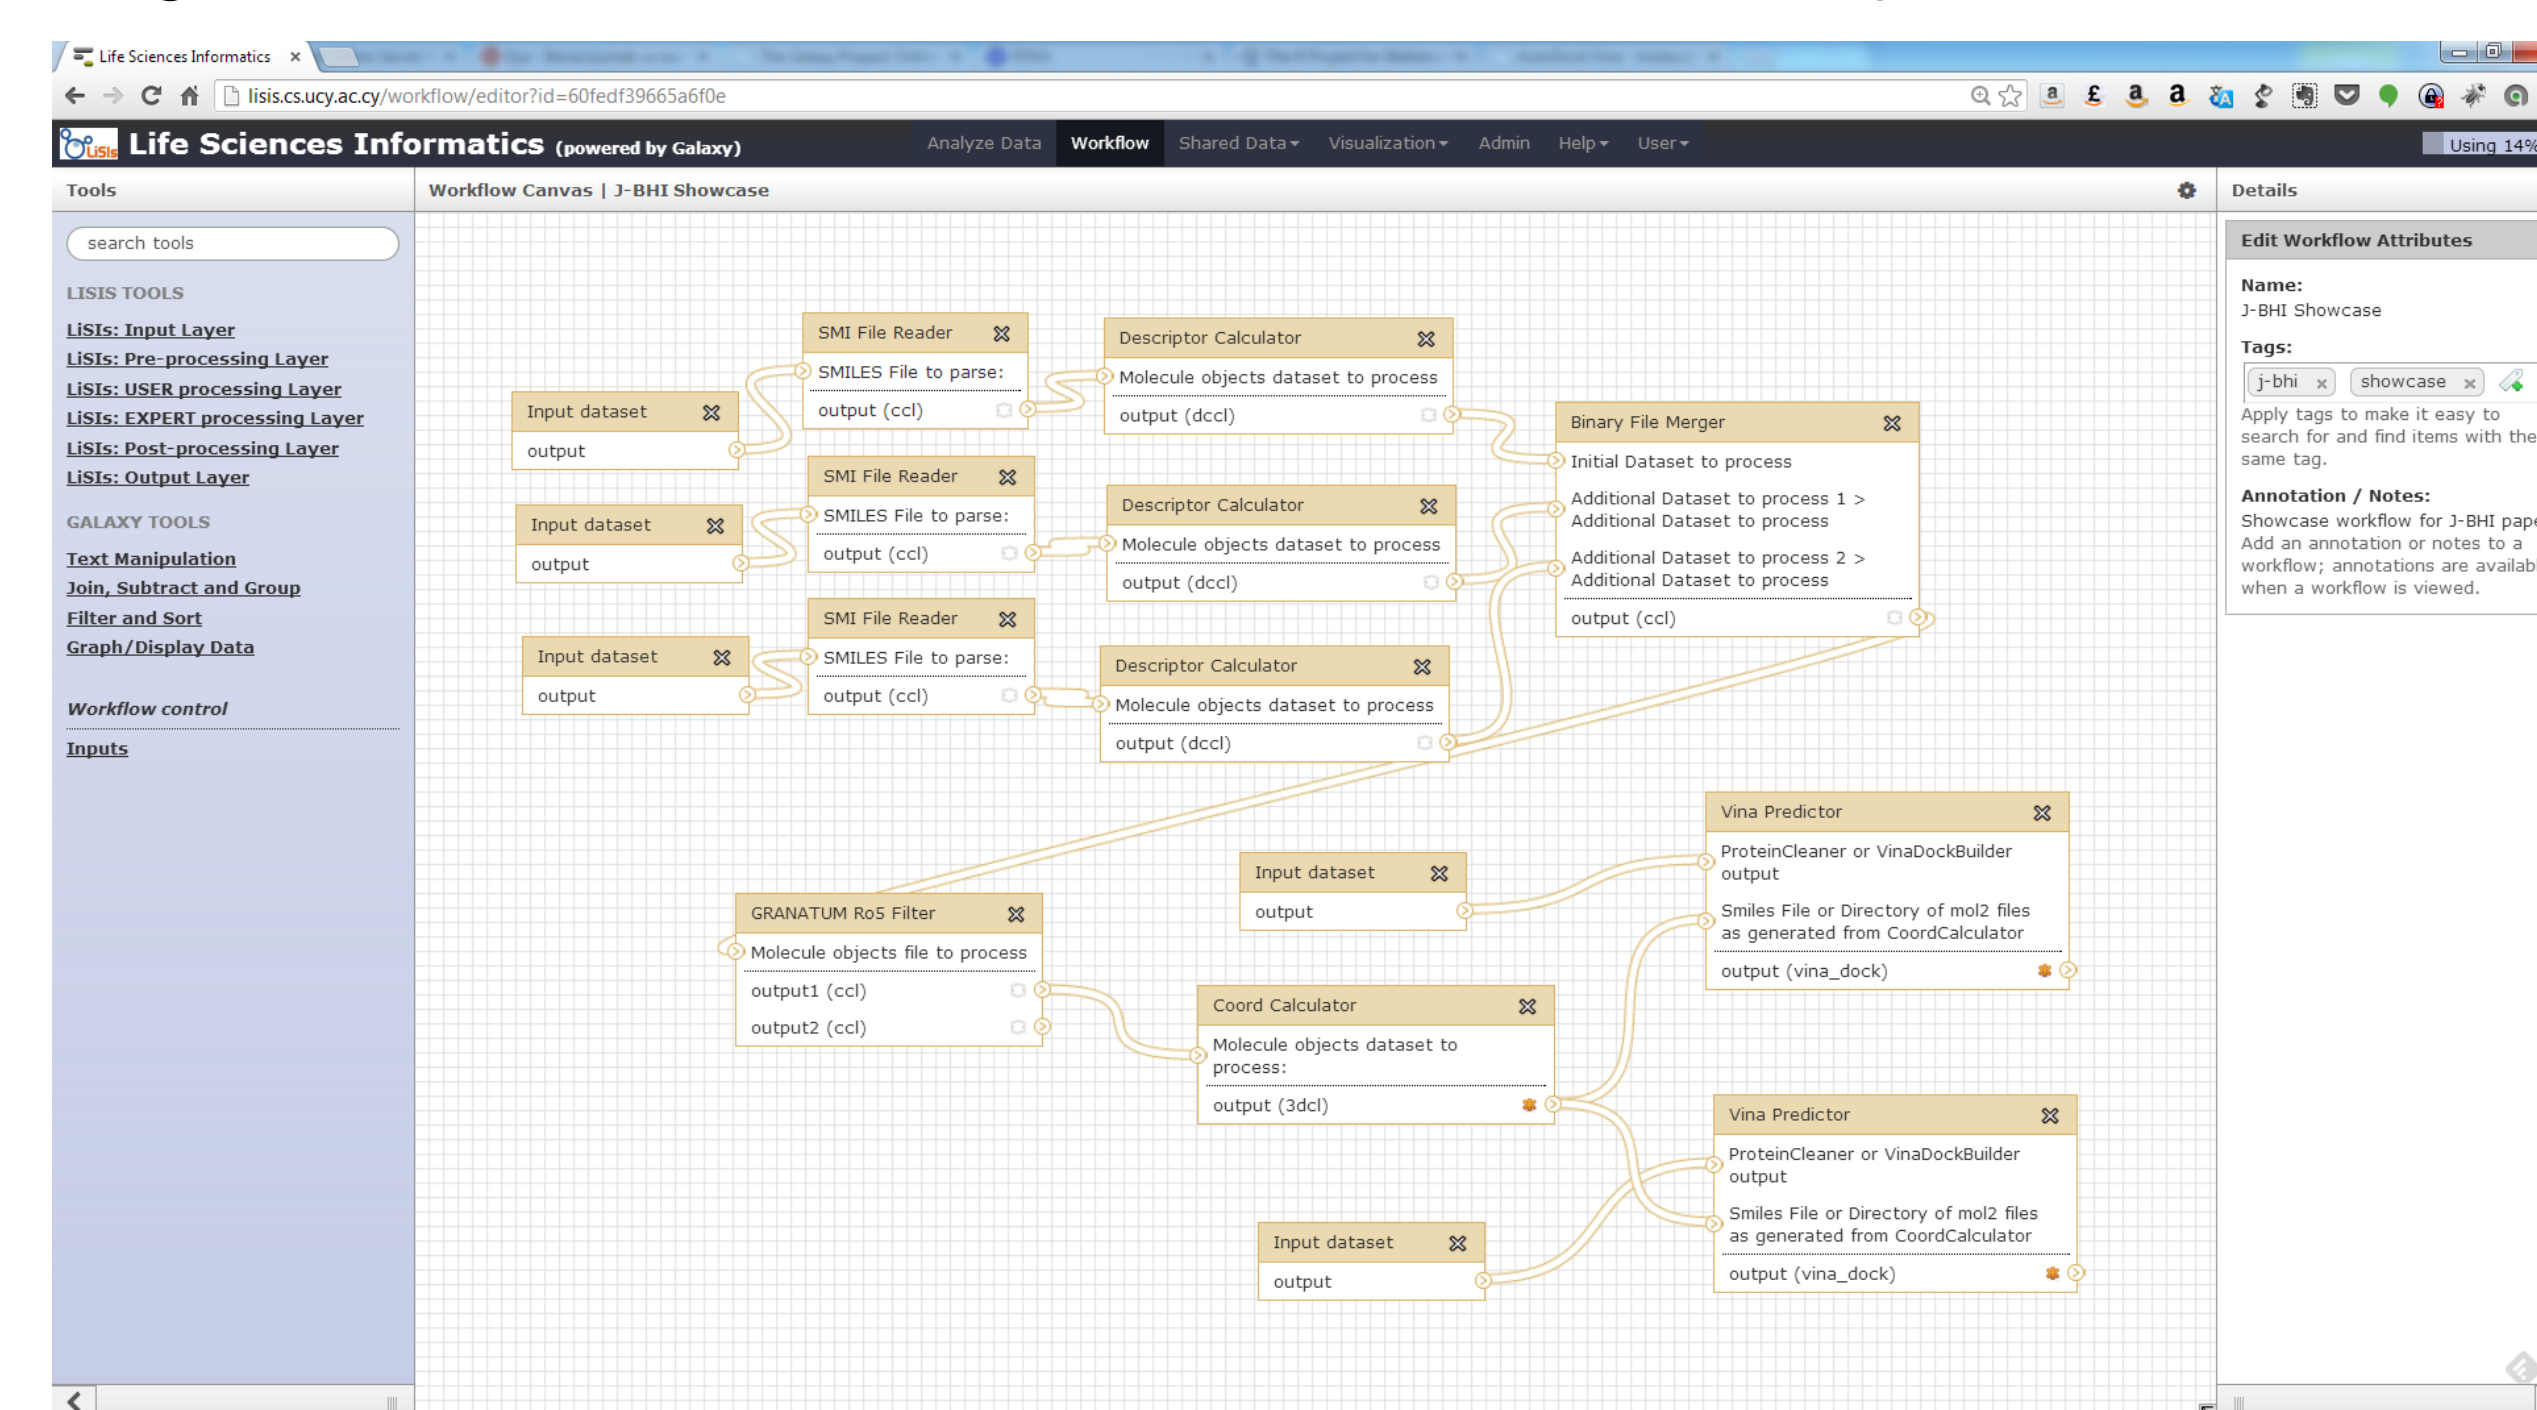 Life Sciences Informatics
lisis.cs.ucy.ac.cy/workflow/editor?id=60fedf39665a6f0e
LiSIs Life Sciences Informatics (powered by Galaxy)
Analyze Data Workflow Shared Data Visualization Admin Help User
Using 14%
Tools
Workflow Canvas | J-BHI Showcase
Details
search tools
LISIS TOOLS
LiSIs: Input Layer
LiSIs: Pre-processing Layer
LiSIs: USER processing Layer
LiSIs: EXPERT processing Layer
LiSIs: Post-processing Layer
LiSIs: Output Layer
GALAXY TOOLS
Text Manipulation
Join, Subtract and Group
Filter and Sort
Graph/Display Data
Workflow control
Inputs
Input dataset
output
SMI File Reader
SMILES File to parse:
output (ccl)
Descriptor Calculator
Molecule objects dataset to process
output (dccl)
Input dataset
output
SMI File Reader
SMILES File to parse:
output (ccl)
Descriptor Calculator
Molecule objects dataset to process
output (dccl)
Input dataset
output
SMI File Reader
SMILES File to parse:
output (ccl)
Descriptor Calculator
Molecule objects dataset to process
output (dccl)
Binary File Merger
Initial Dataset to process
Additional Dataset to process 1 >
Additional Dataset to process
Additional Dataset to process 2 >
Additional Dataset to process
output (ccl)
GRANATUM Ro5 Filter
Molecule objects file to process
output1 (ccl)
output2 (ccl)
Input dataset
output
Coord Calculator
Molecule objects dataset to
process:
output (3dcl)
Input dataset
output
Vina Predictor
ProteinCleaner or VinaDockBuilder
output
Smiles File or Directory of mol2 files
as generated from CoordCalculator
output (vina_dock)
Vina Predictor
ProteinCleaner or VinaDockBuilder
output
Smiles File or Directory of mol2 files
as generated from CoordCalculator
output (vina_dock)
Edit Workflow Attributes
Name:
J-BHI Showcase
Tags:
j-bhi x showcase x
Apply tags to make it easy to
search for and find items with the
same tag.
Annotation / Notes:
Showcase workflow for J-BHI pape
Add an annotation or notes to a
workflow; annotations are availab
when a workflow is viewed.